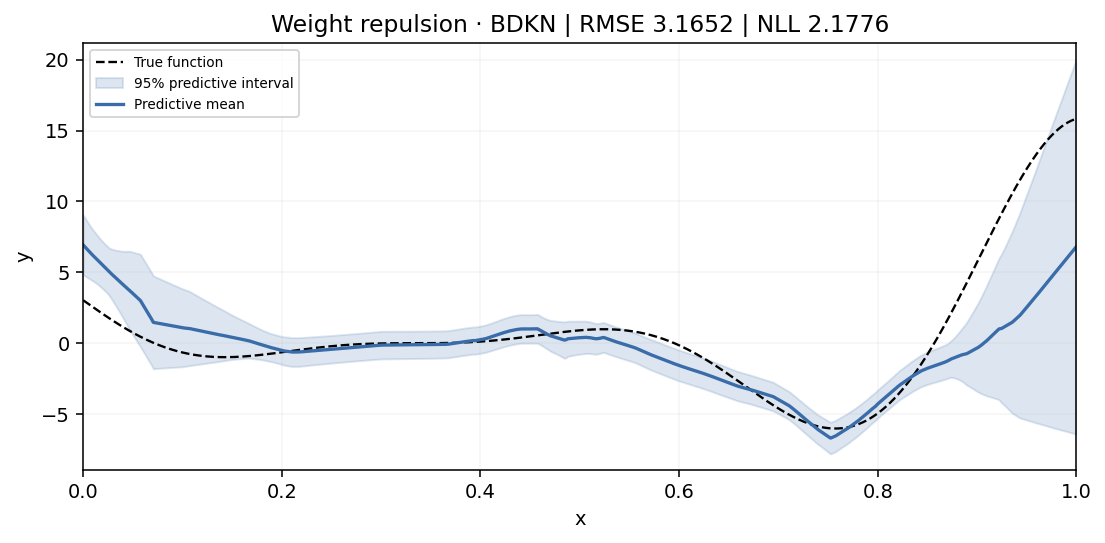 Weight repulsion · BDKN | RMSE 3.1652 | NLL 2.1776
True function
95% predictive interval
Predictive mean
20
15
10
5
0
−5
y
0.0 0.2 0.4 0.6 0.8 1.0
x